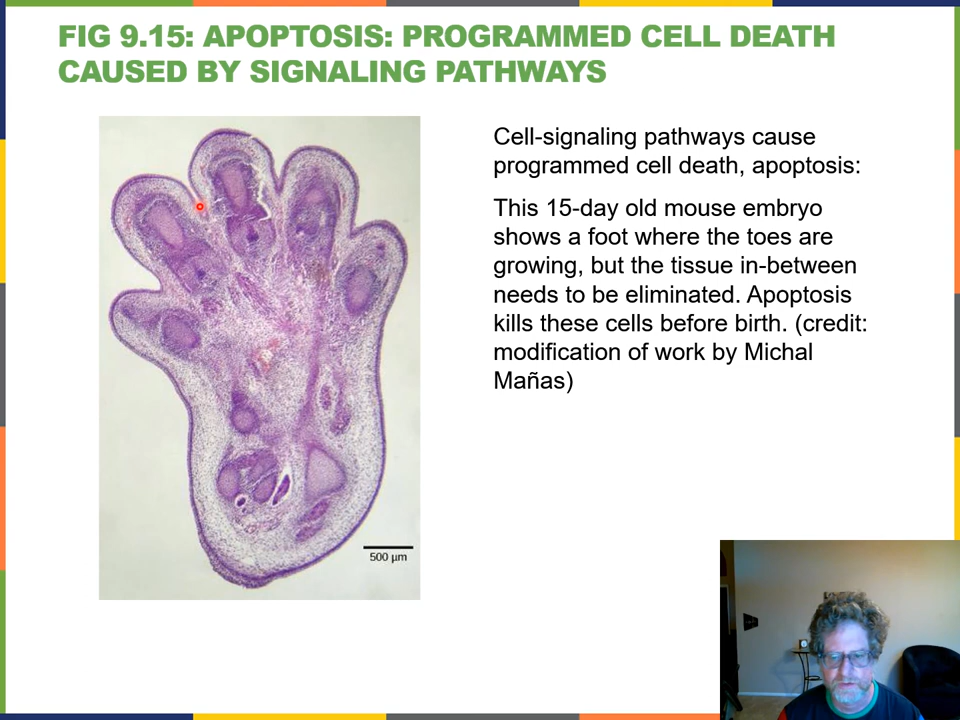 FIG 9.15: APOPTOSIS: PROGRAMMED CELL DEATH
CAUSED BY SIGNALING PATHWAYS
Cell-signaling pathways cause
programmed cell death, apoptosis:
This 15-day old mouse embryo
shows a foot where the toes are
growing, but the tissue in-between
needs to be eliminated. Apoptosis
kills these cells before birth. (credit:
modification of work by Michal
Mañas)
500 µm